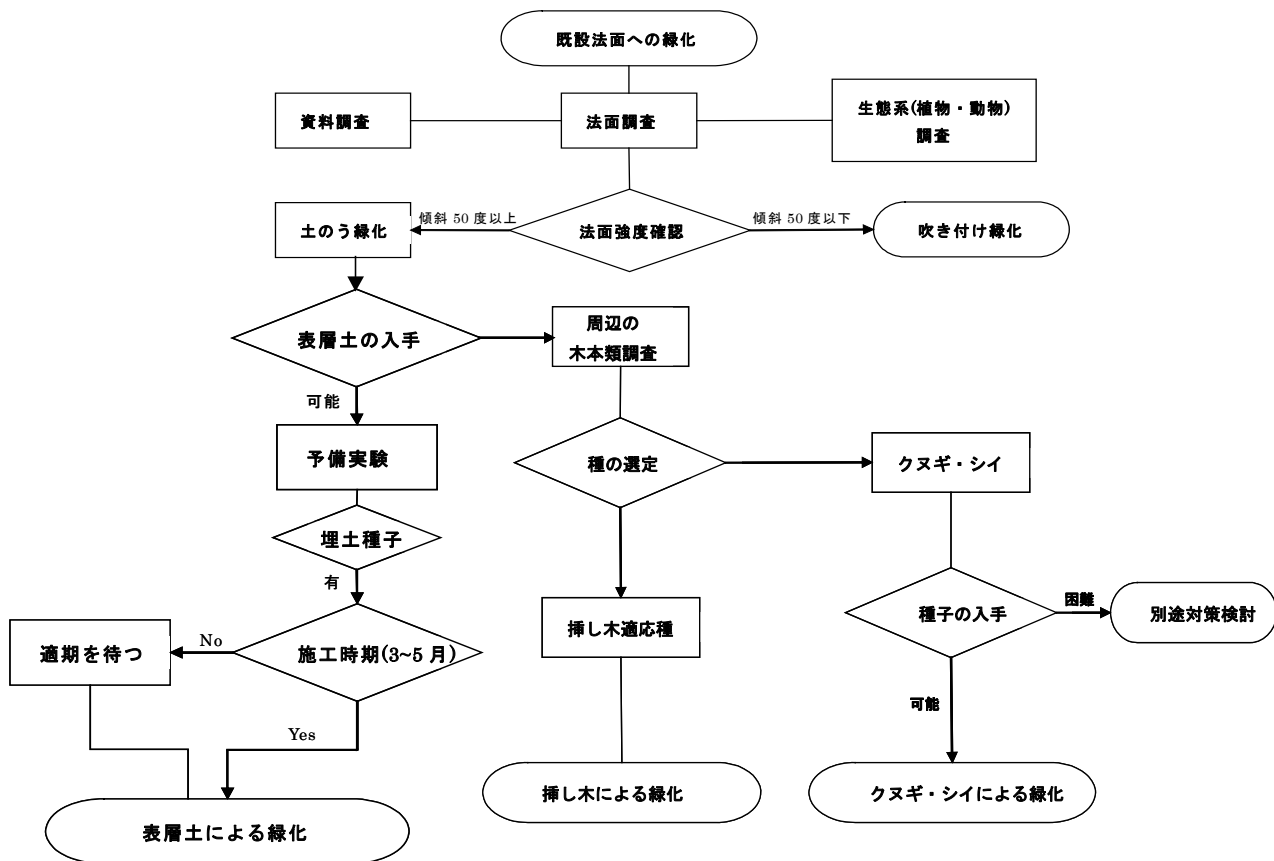 既設法面への緑化
資料調査
法面調査
生態系(植物・動物)
調査
土のう緑化
傾斜 50 度以上
法面強度確認
傾斜 50 度以下
吹き付け緑化
表層土の入手
周辺の
木本類調査
可能
予備実験
種の選定
クヌギ・シイ
埋土種子
有
適期を待つ
No
施工時期(3~5 月)
挿し木適応種
種子の入手
困難
別途対策検討
可能
Yes
挿し木による緑化
クヌギ・シイによる緑化
表層土による緑化